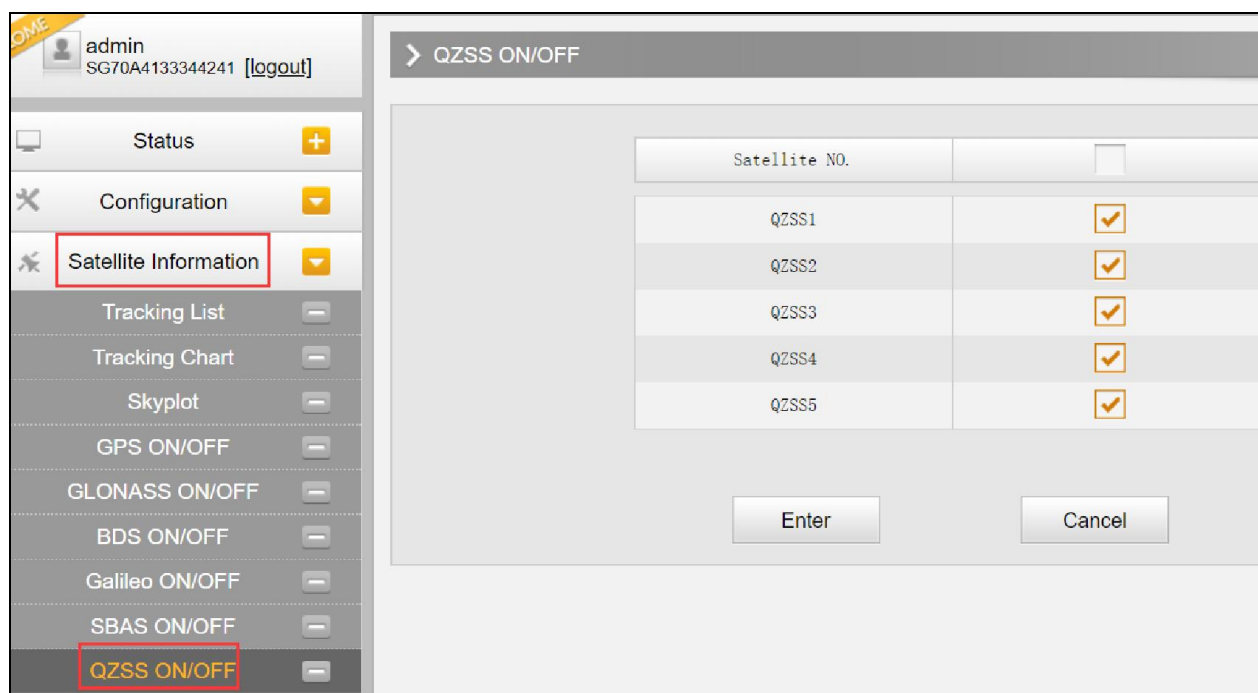 OME
admin
SG70A4133344241 [logout]
Status
Configuration
Satellite Information
Tracking List
Tracking Chart
Skyplot
GPS ON/OFF
GLONASS ON/OFF
BDS ON/OFF
Galileo ON/OFF
SBAS ON/OFF
QZSS ON/OFF
QZSS ON/OFF
Satellite NO.
QZSS1
QZSS2
QZSS3
QZSS4
QZSS5
Enter Cancel